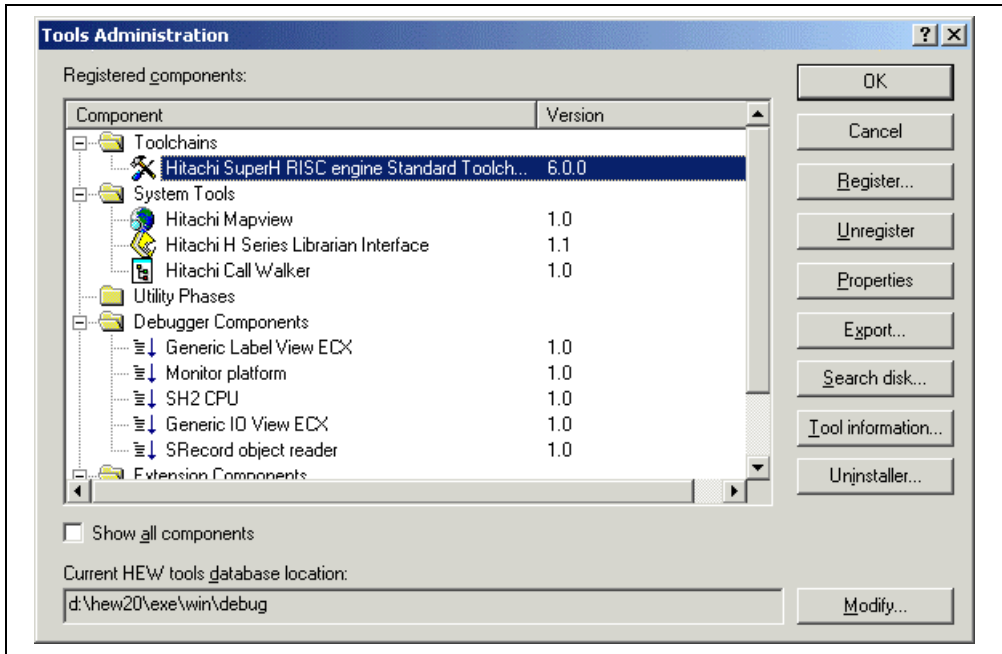 Tools Administration
Registered components:
Component Version
Toolchains
Hitachi SuperH RISC engine Standard Toolch... 6.0.0
System Tools
Hitachi Mapview 1.0
Hitachi H Series Librarian Interface 1.1
Hitachi Call Walker 1.0
Utility Phases
Debugger Components
Generic Label View ECX 1.0
Monitor platform 1.0
SH2 CPU 1.0
Generic IO View ECX 1.0
SRecord object reader 1.0
Extension Components
Show all components
Current HEW tools database location:
d:\hew20\exe\win\debug
OK
Cancel
Register...
Unregister
Properties
Export...
Search disk...
Tool information...
Uninstaller...
Modify...